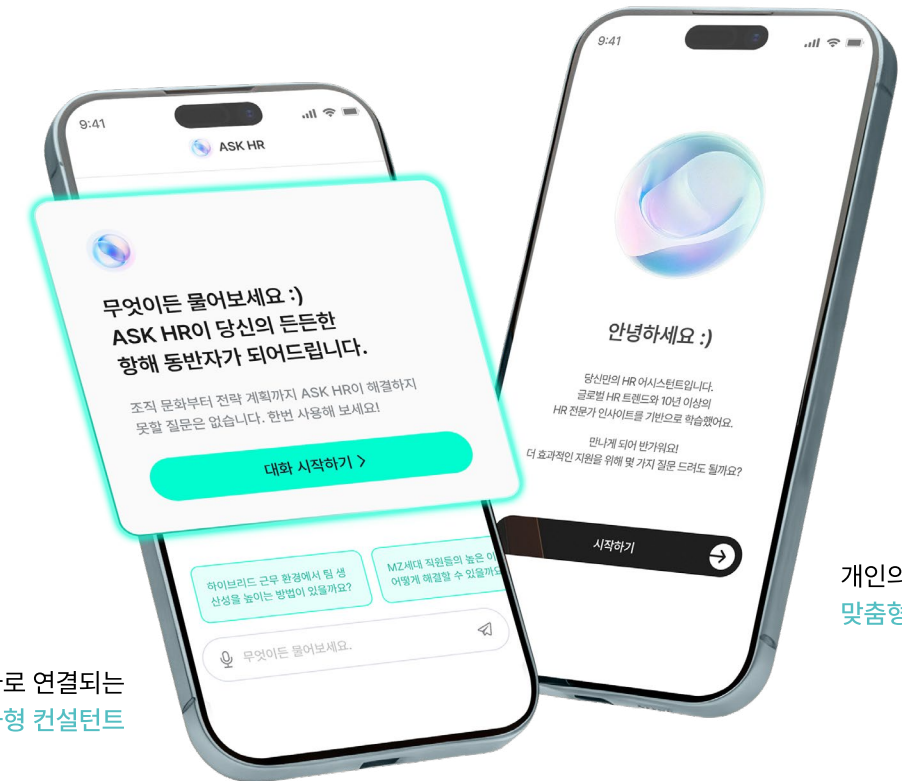 9:41
ASK HR
무엇이든 물어보세요 :)
ASK HR이 당신의 든든한
항해 동반자가 되어드립니다.
조직 문화부터 전략 계획까지 ASK HR이 해결하지
못할 질문은 없습니다. 한번 사용해 보세요!
대화 시작하기 >
하이브리드 근무 환경에서 팀 생
산성을 높이는 방법이 있을까요?
MZ세대 직원들의 높은
어떻게 해결할 수 있을까요
무엇이든 물어보세요.
9:41
안녕하세요 :)
당신만의 HR 어시스턴트입니다.
글로벌 HR 트렌드와 10년 이상의
HR 전문가 인사이트를 기반으로 학습했어요.
만나게 되어 반가워요!
더 효과적인 지원을 위해 몇 가지 질문 드려도 될까요?
시작하기
로 연결되는
형 컨설턴트
개인의
맞춤형